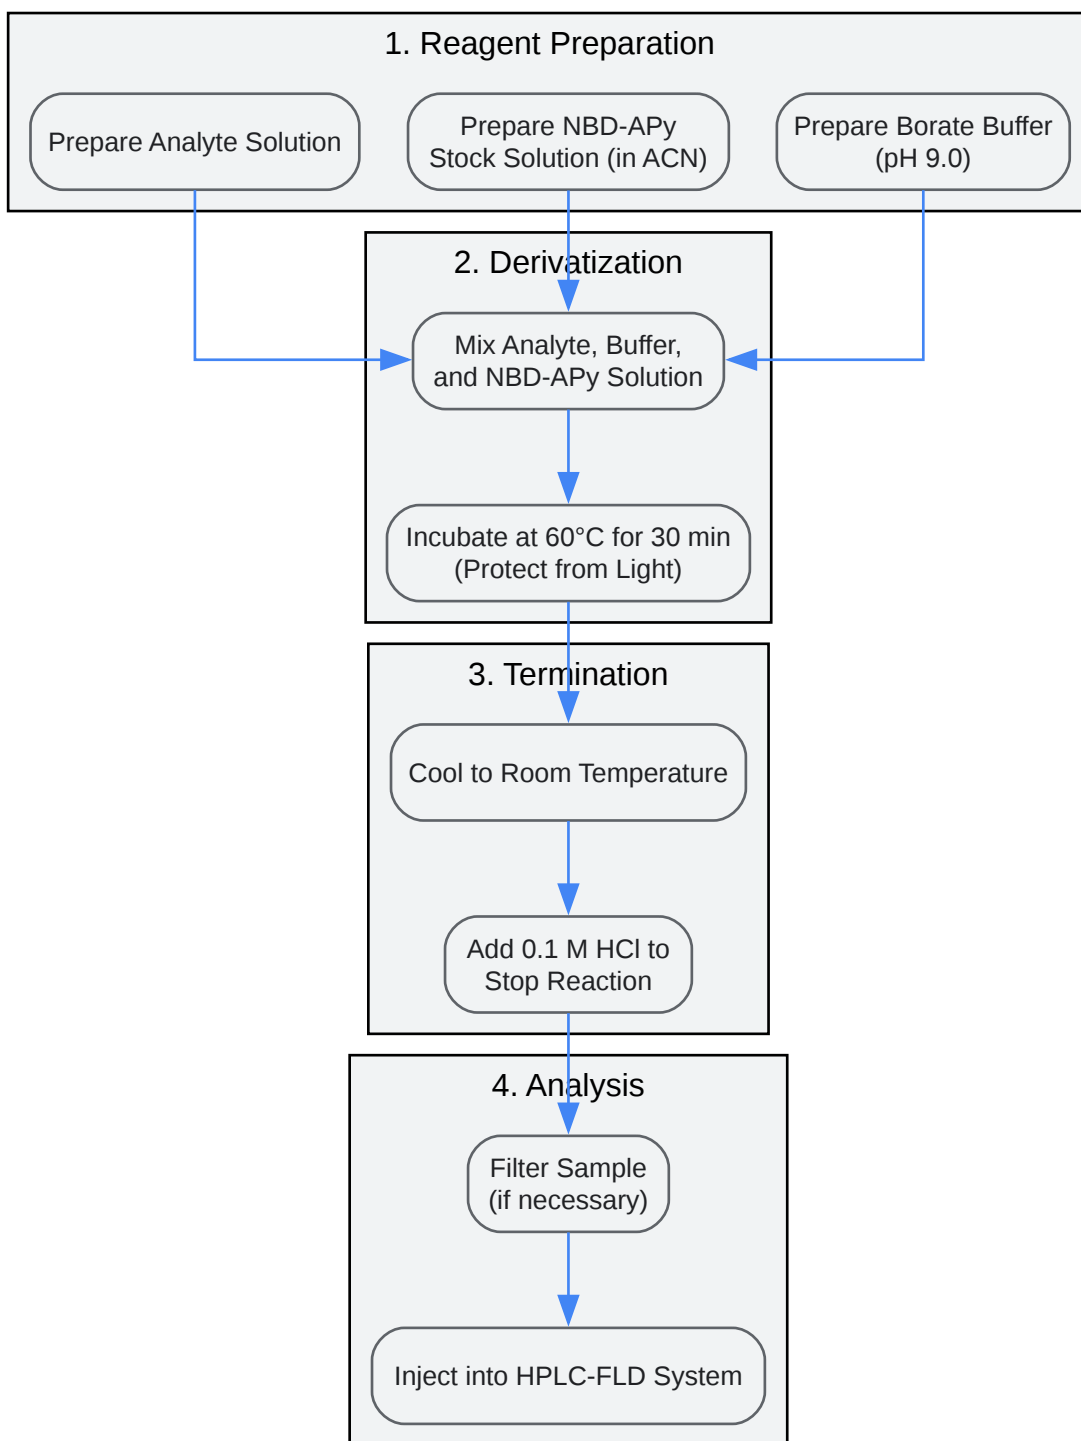 1. Reagent Preparation
Prepare Analyte Solution
Prepare NBD-APy
Stock Solution (in ACN)
Prepare Borate Buffer
(pH 9.0)
2. Derivatization
Mix Analyte, Buffer,
and NBD-APy Solution
Incubate at 60°C for 30 min
(Protect from Light)
3. Termination
Cool to Room Temperature
Add 0.1 M HCl to
Stop Reaction
4. Analysis
Filter Sample
(if necessary)
Inject into HPLC-FLD System